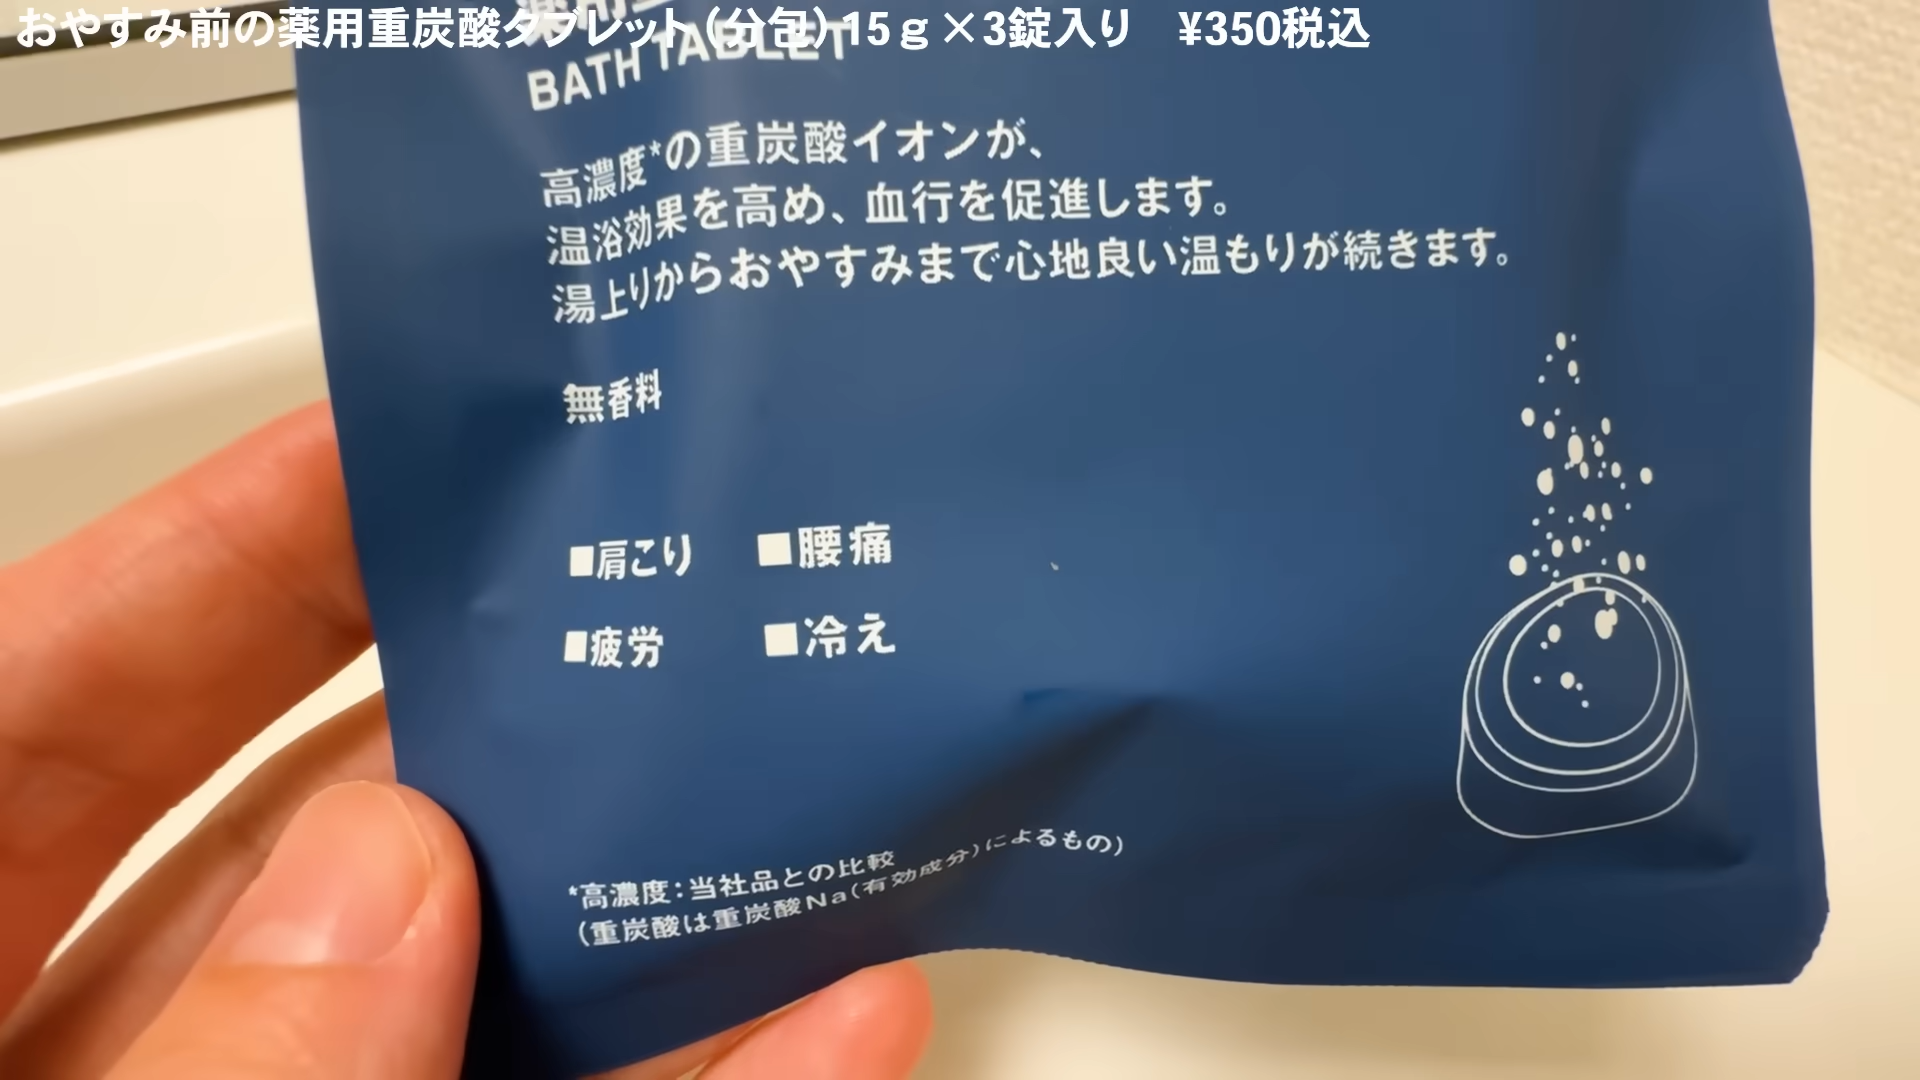 おやすみ前の薬用重炭酸タブレット（分包）15ｇ×3錠入り　¥350税込
BATH TABLET
高濃度*の重炭酸イオンが、
温浴効果を高め、血行を促進します。
湯上りからおやすみまで心地良い温もりが続きます。
無香料
■肩こり ■腰痛
■疲労 ■冷え
*高濃度：当社品との比較
（重炭酸は重炭酸Na（有効成分）によるもの）